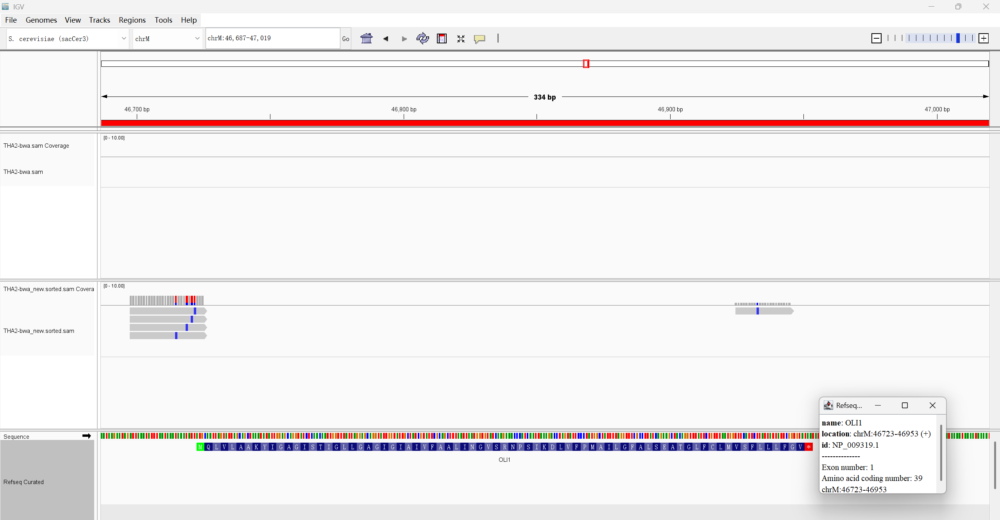 IGV
File Genomes View Tracks Regions Tools Help
S. cerevisiae (sacCer3) chrM chrM:46,687-47,019 Go
334 bp
46,700 bp 46,800 bp 46,900 bp 47,000 bp
[0 - 10.00]
THA2-bwa.sam Coverage
THA2-bwa.sam
[0 - 10.00]
THA2-bwa_new.sorted.sam Covera
THA2-bwa_new.sorted.sam
Sequence
M Q L V L A A K Y I G A G I S T I G L L G A G I G I A I V F A A L I N G V S R N P S I K D L V F P M A I L G F A L S E A T G L F C L M V S F L L L F G V *
OLI1
Refseq Curated
Refseq...
name: OLI1
location: chrM:46723-46953 (+)
id: NP_009319.1
--------------
Exon number: 1
Amino acid coding number: 39
chrM:46723-46953